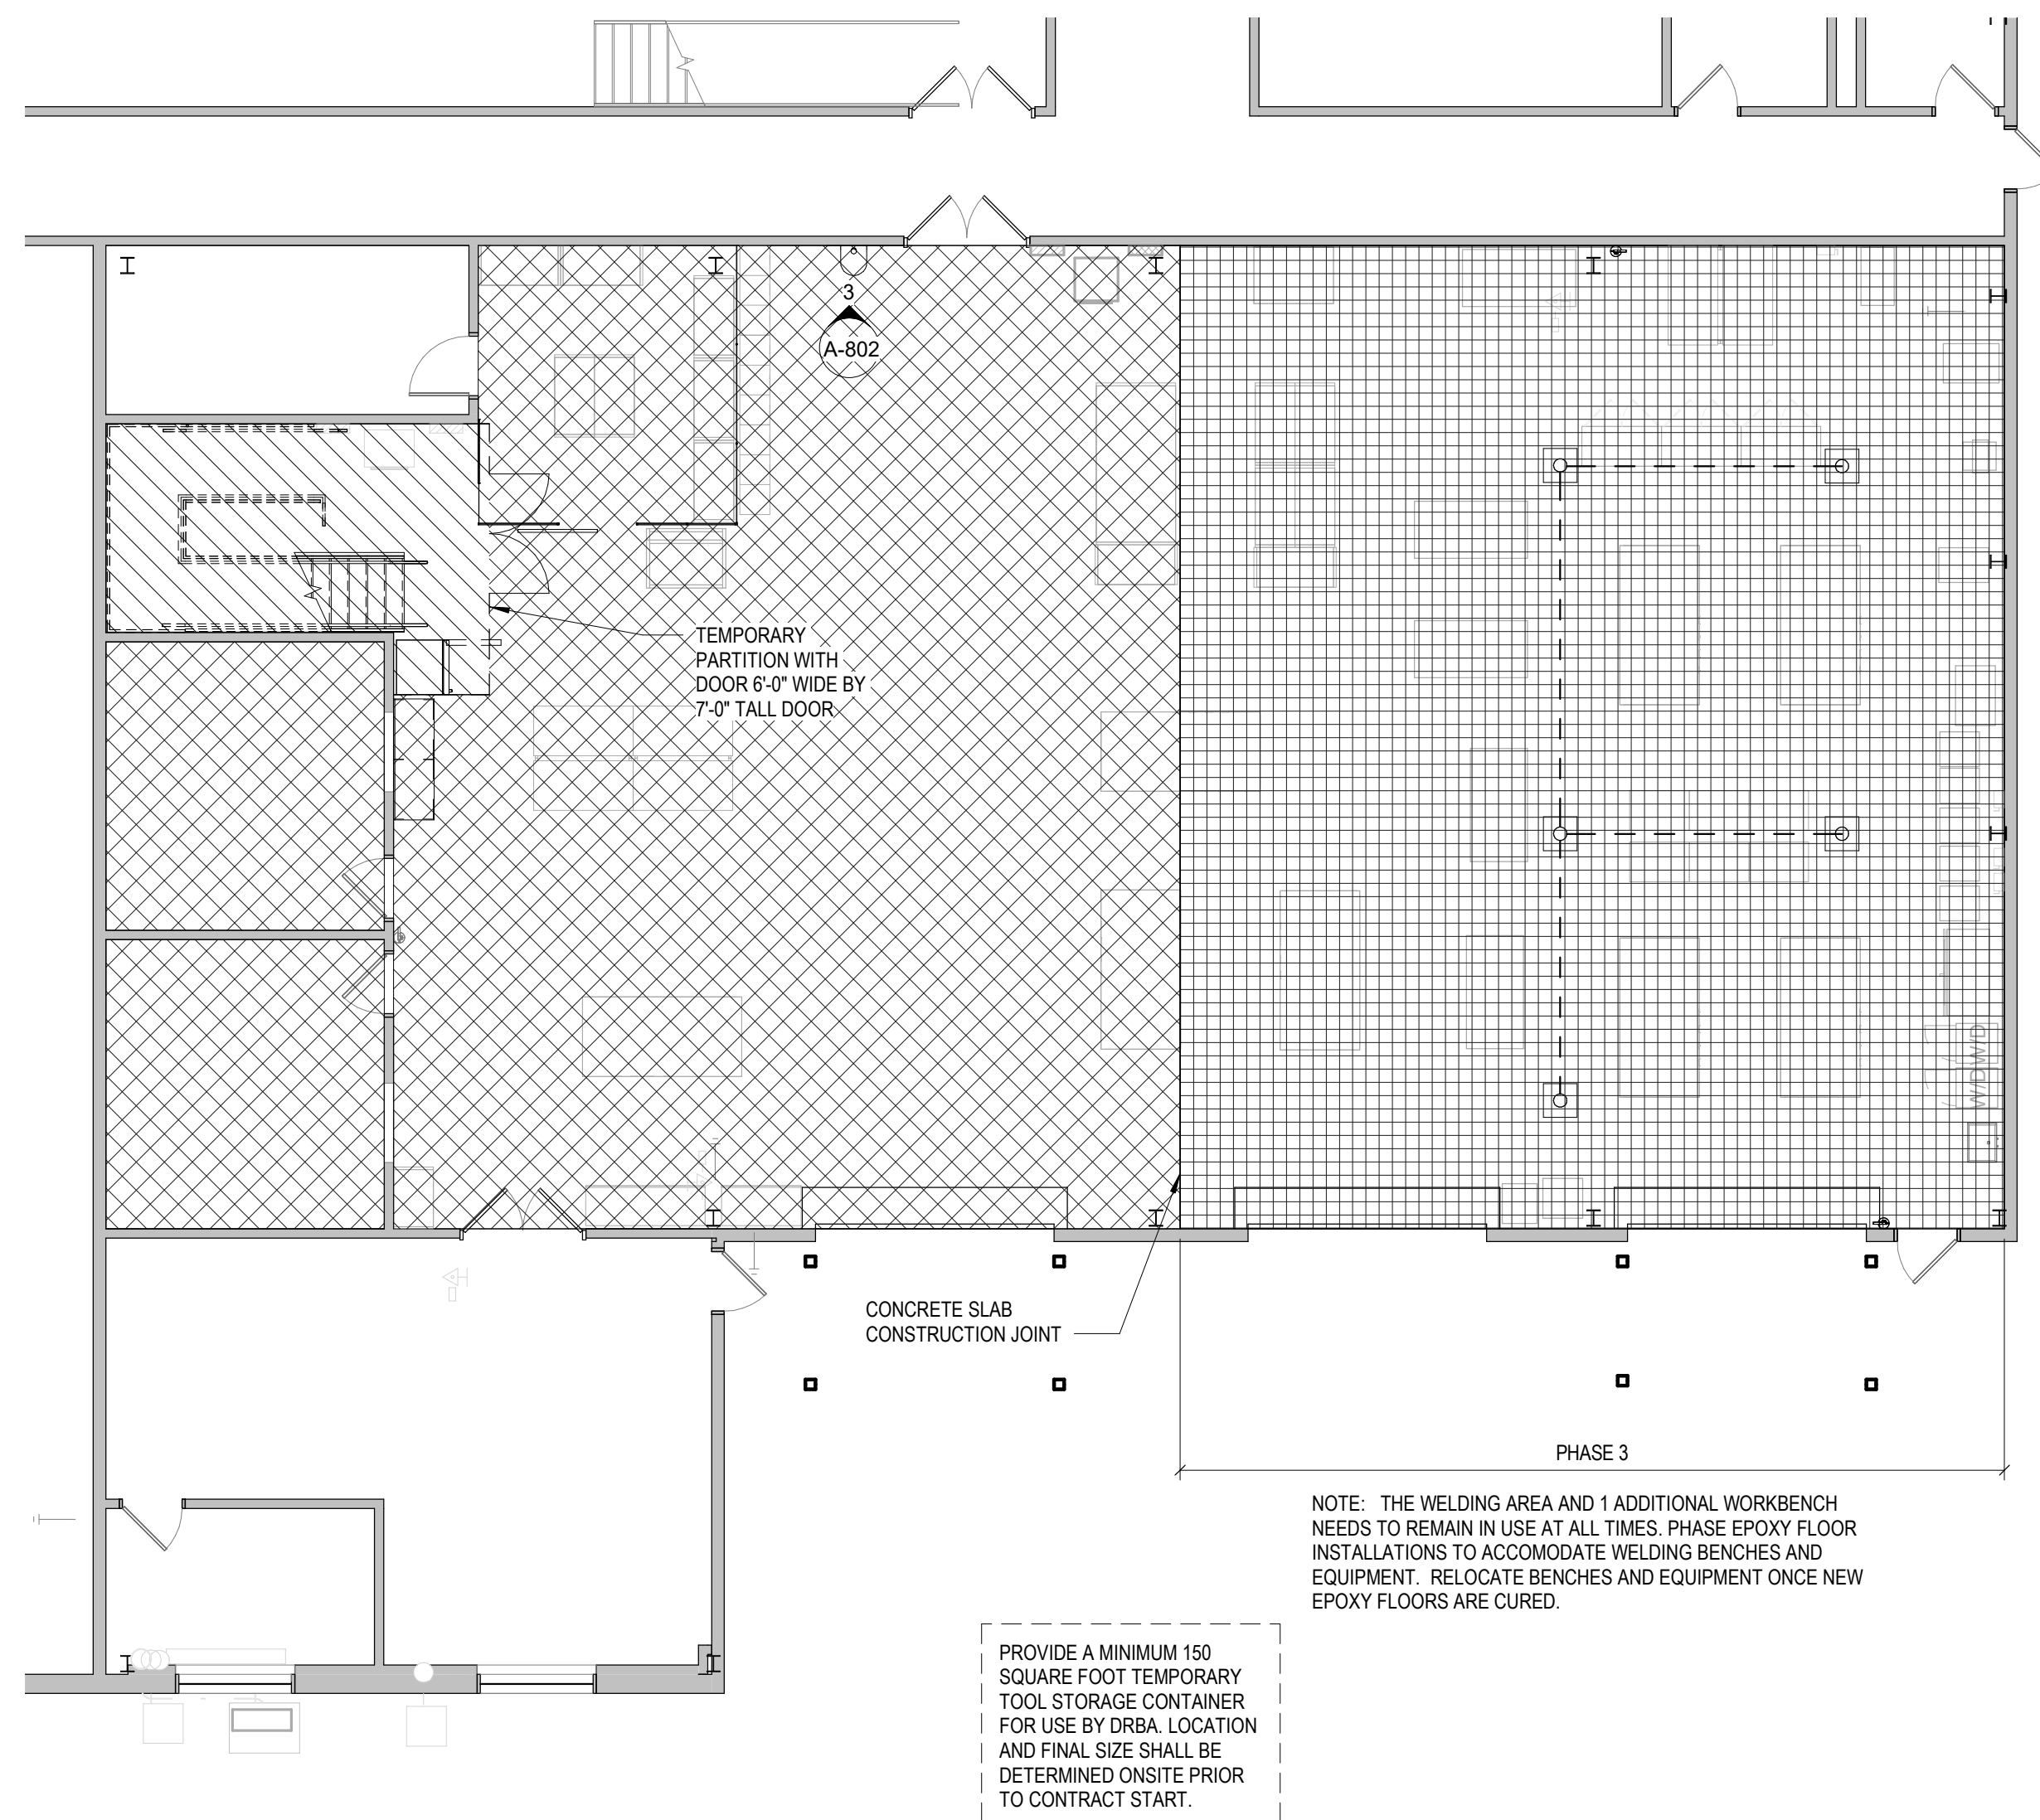 3
A-802
TEMPORARY
PARTITION WITH
DOOR 6'-0" WIDE BY
7'-0" TALL DOOR
W/DW/D
CONCRETE SLAB
CONSTRUCTION JOINT
PHASE 3
NOTE: THE WELDING AREA AND 1 ADDITIONAL WORKBENCH
NEEDS TO REMAIN IN USE AT ALL TIMES. PHASE EPOXY FLOOR
INSTALLATIONS TO ACCOMODATE WELDING BENCHES AND
EQUIPMENT. RELOCATE BENCHES AND EQUIPMENT ONCE NEW
EPOXY FLOORS ARE CURED.
PROVIDE A MINIMUM 150
SQUARE FOOT TEMPORARY
TOOL STORAGE CONTAINER
FOR USE BY DRBA. LOCATION
AND FINAL SIZE SHALL BE
DETERMINED ONSITE PRIOR
TO CONTRACT START.